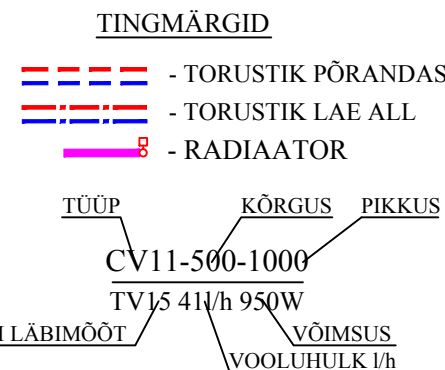 TINGMÄRGID
- TORUSTIK PÕRANDAS
- TORUSTIK LAE ALL
- RADIAATOR
TÜÜP KÕRGUS PIKKUS
CV11-500-1000
TV15 41l/h 950W
LÄBIMÕÕT VÕIMSUS
VOOLUHULK l/h